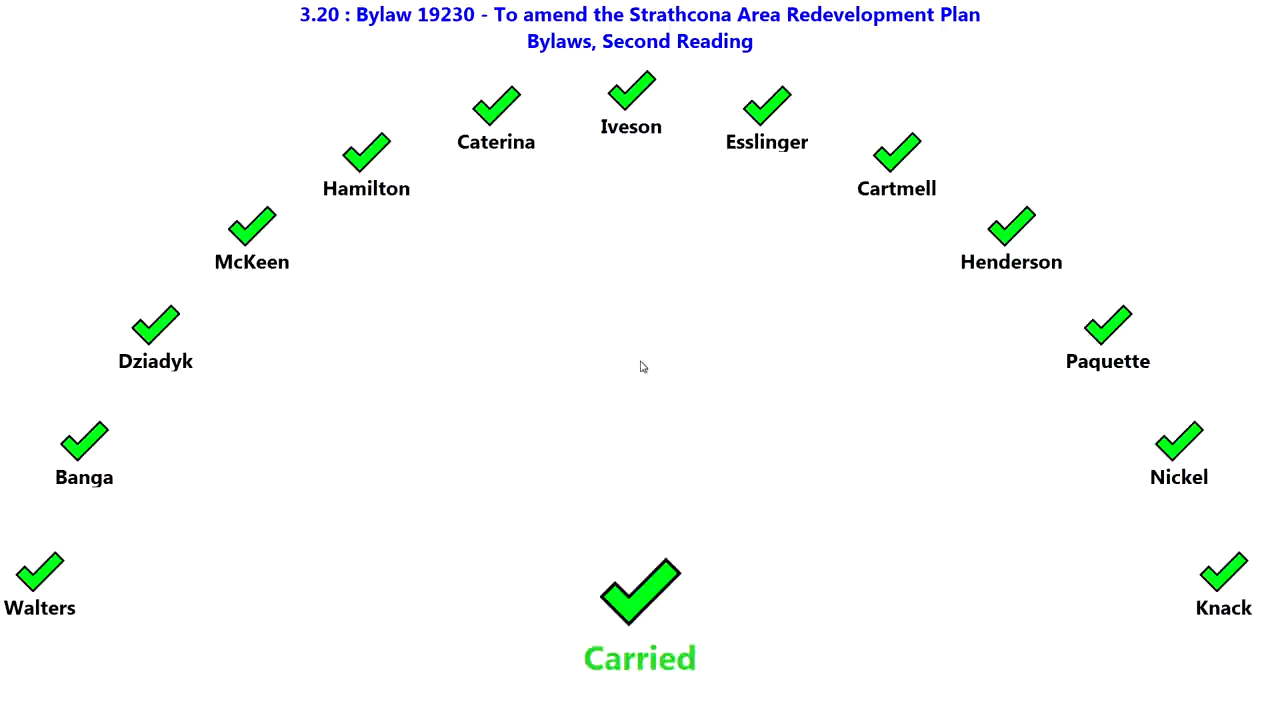 3.20 : Bylaw 19230 - To amend the Strathcona Area Redevelopment Plan
Bylaws, Second Reading
Iveson
Caterina
Esslinger
Hamilton
Cartmell
McKeen
Henderson
Dziadyk
Paquette
Banga
Nickel
Walters
Knack
Carried